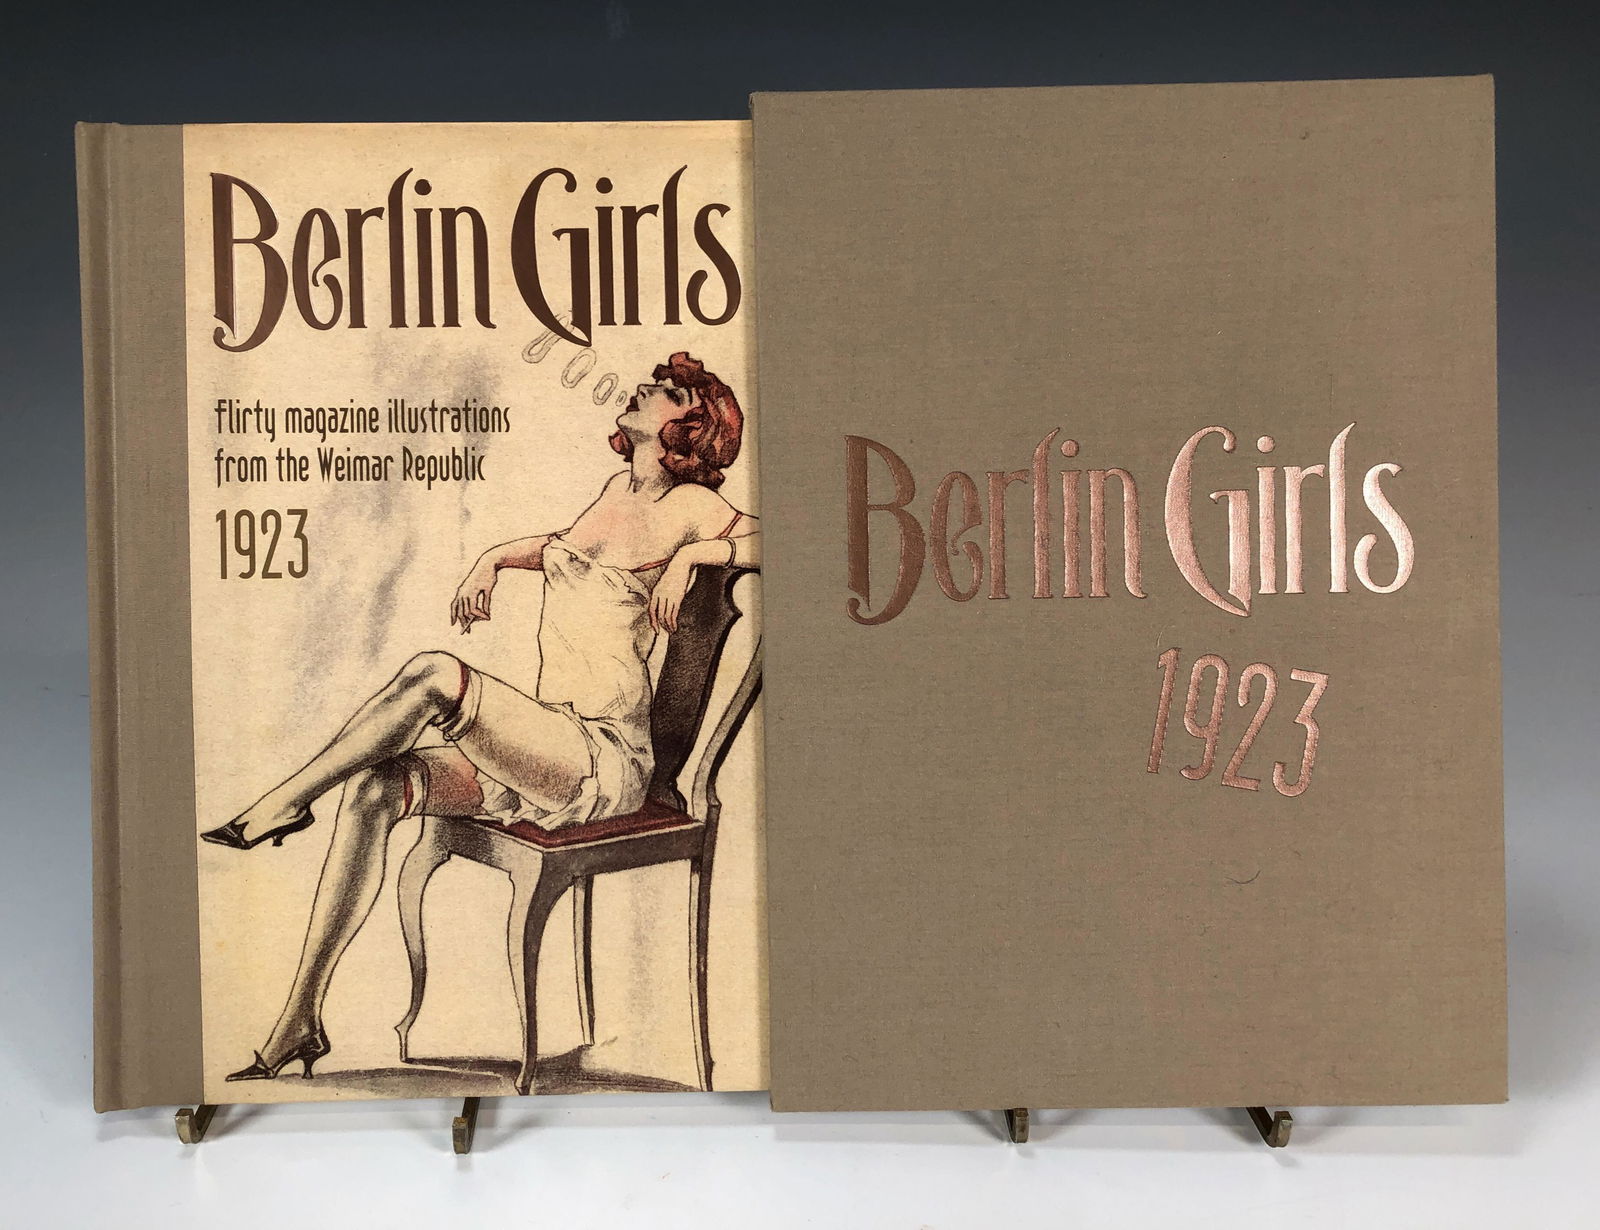 Berlin Girls
flirty magazine illustrations
from the Weimar Republic
1923
Berlin Girls
1923